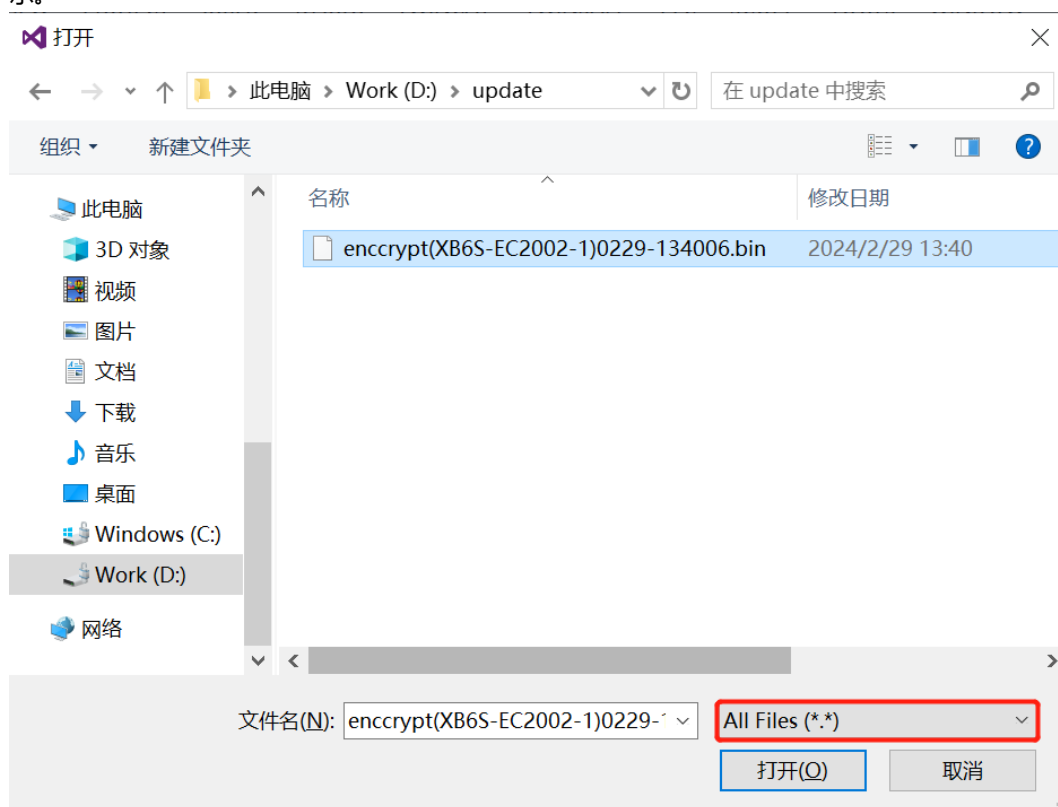 示。
打开
此电脑 > Work (D:) > update
在 update 中搜索
组织
新建文件夹
名称
修改日期
此电脑
3D 对象
视频
图片
文档
下载
音乐
桌面
Windows (C:)
Work (D:)
网络
enccrypt(XB6S-EC2002-1)0229-134006.bin
2024/2/29 13:40
文件名(N):
enccrypt(XB6S-EC2002-1)0229-
All Files (*.*)
打开(O)
取消